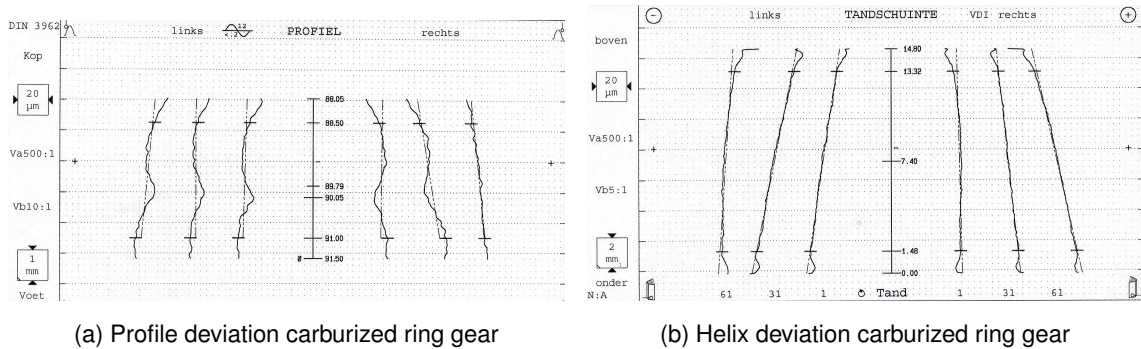 DIN 3962
links
12
PROFIEL
rechts
Kop
20
µm
Va500:1
Vb10:1
1
mm
Voet
88.05
88.50
89.79
90.05
91.00
ø 91.50
links
TANDSCHUINTE
VDI rechts
boven
20
µm
Va500:1
Vb5:1
2
mm
onder
N:A
14.80
13.32
7.40
1.48
0.00
61 31 1 Tand 1 31 61
(a) Profile deviation carburized ring gear
(b) Helix deviation carburized ring gear